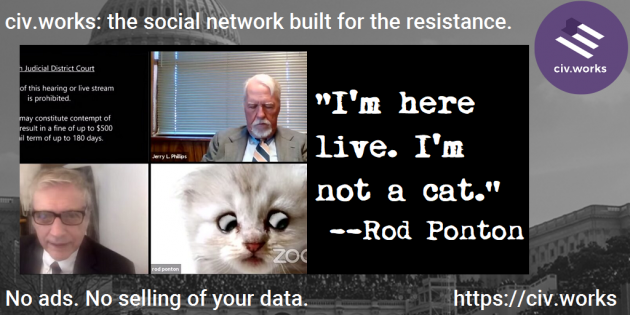 civ.works: the social network built for the resistance.
civ.works
Judicial District Court
of this hearing or live stream
is prohibited.
may constitute contempt of
result in a fine of up to $500
il term of up to 180 days.
Jerry L. Phillips
rod ponton
ZOO
"I'm here
live. I'm
not a cat."
--Rod Ponton
No ads. No selling of your data.
https://civ.works